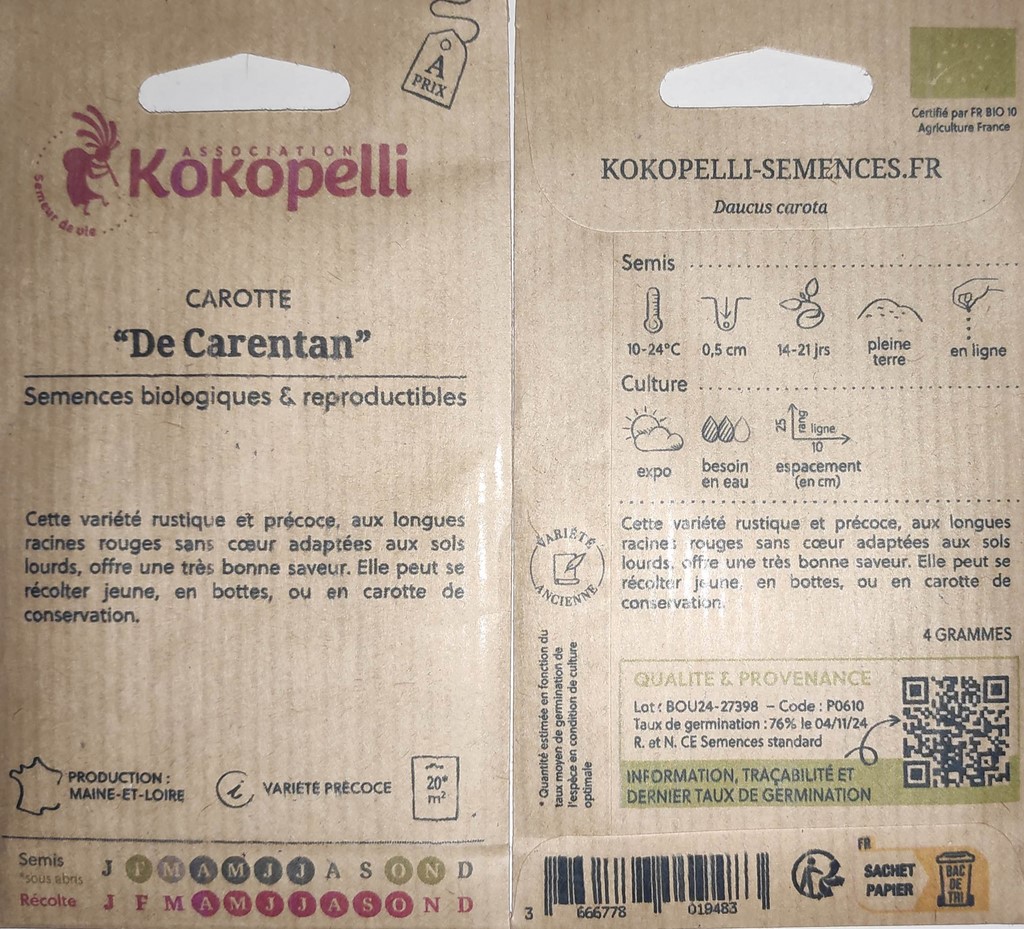 À
PRIX
ASSOCIATION
Kokopelli
Semeur de vie
CAROTTE
“De Carentan”
Semences biologiques & reproductibles
Cette variété rustique et précoce, aux longues
racines rouges sans cœur adaptées aux sols
lourds, offre une très bonne saveur. Elle peut se
récolter jeune, en bottes, ou en carotte de
conservation.
PRODUCTION :
MAINE-ET-LOIRE
i
VARIÉTÉ PRÉCOCE
20*
m²
Semis
*sous abris
J F M A M J J A S O N D
Récolte
J F M A M J J A S O N D
Certifié par FR BIO 10
Agriculture France
KOKOPELLI-SEMENCES.FR
Daucus carota
Semis
10-24°C
0,5 cm
14-21 jrs
pleine
terre
en ligne
Culture
expo
besoin
en eau
25
rang
ligne
10
espacement
(en cm)
VARIÉTÉ
ANCIENNE
Cette variété rustique et précoce, aux longues
racines rouges sans cœur adaptées aux sols
lourds, offre une très bonne saveur. Elle peut se
récolter jeune, en bottes, ou en carotte de
conservation.
4 GRAMMES
* Quantité estimée en fonction du
taux moyen de germination de
l'espèce en condition de culture
optimale
QUALITÉ & PROVENANCE
Lot : BOU24-27398 – Code : P0610
Taux de germination : 76% le 04/11/24
R. et N. CE Semences standard
INFORMATION, TRAÇABILITÉ ET
DERNIER TAUX DE GERMINATION
3 666778 019483
FR
SACHET
PAPIER
BAC
DE
TRI